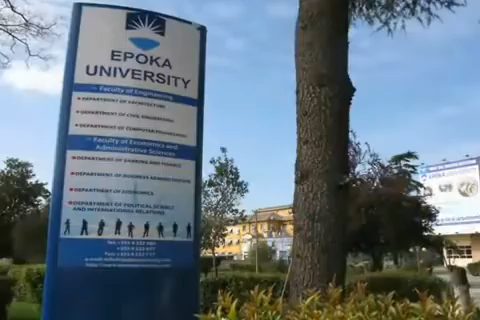 EPOKA
UNIVERSITY
Faculty of Engineering
DEPARTMENT OF ARCHITECTURE
DEPARTMENT OF CIVIL ENGINEERING
DEPARTMENT OF COMPUTER ENGINEERING
Faculty of Economics and
Administrative Sciences
DEPARTMENT OF BANKING AND FINANCE
DEPARTMENT OF BUSINESS ADMINISTRATION
DEPARTMENT OF ECONOMICS
DEPARTMENT OF POLITICAL SCIENCE
AND INTERNATIONAL RELATIONS
EPOKA UNIVERSITY